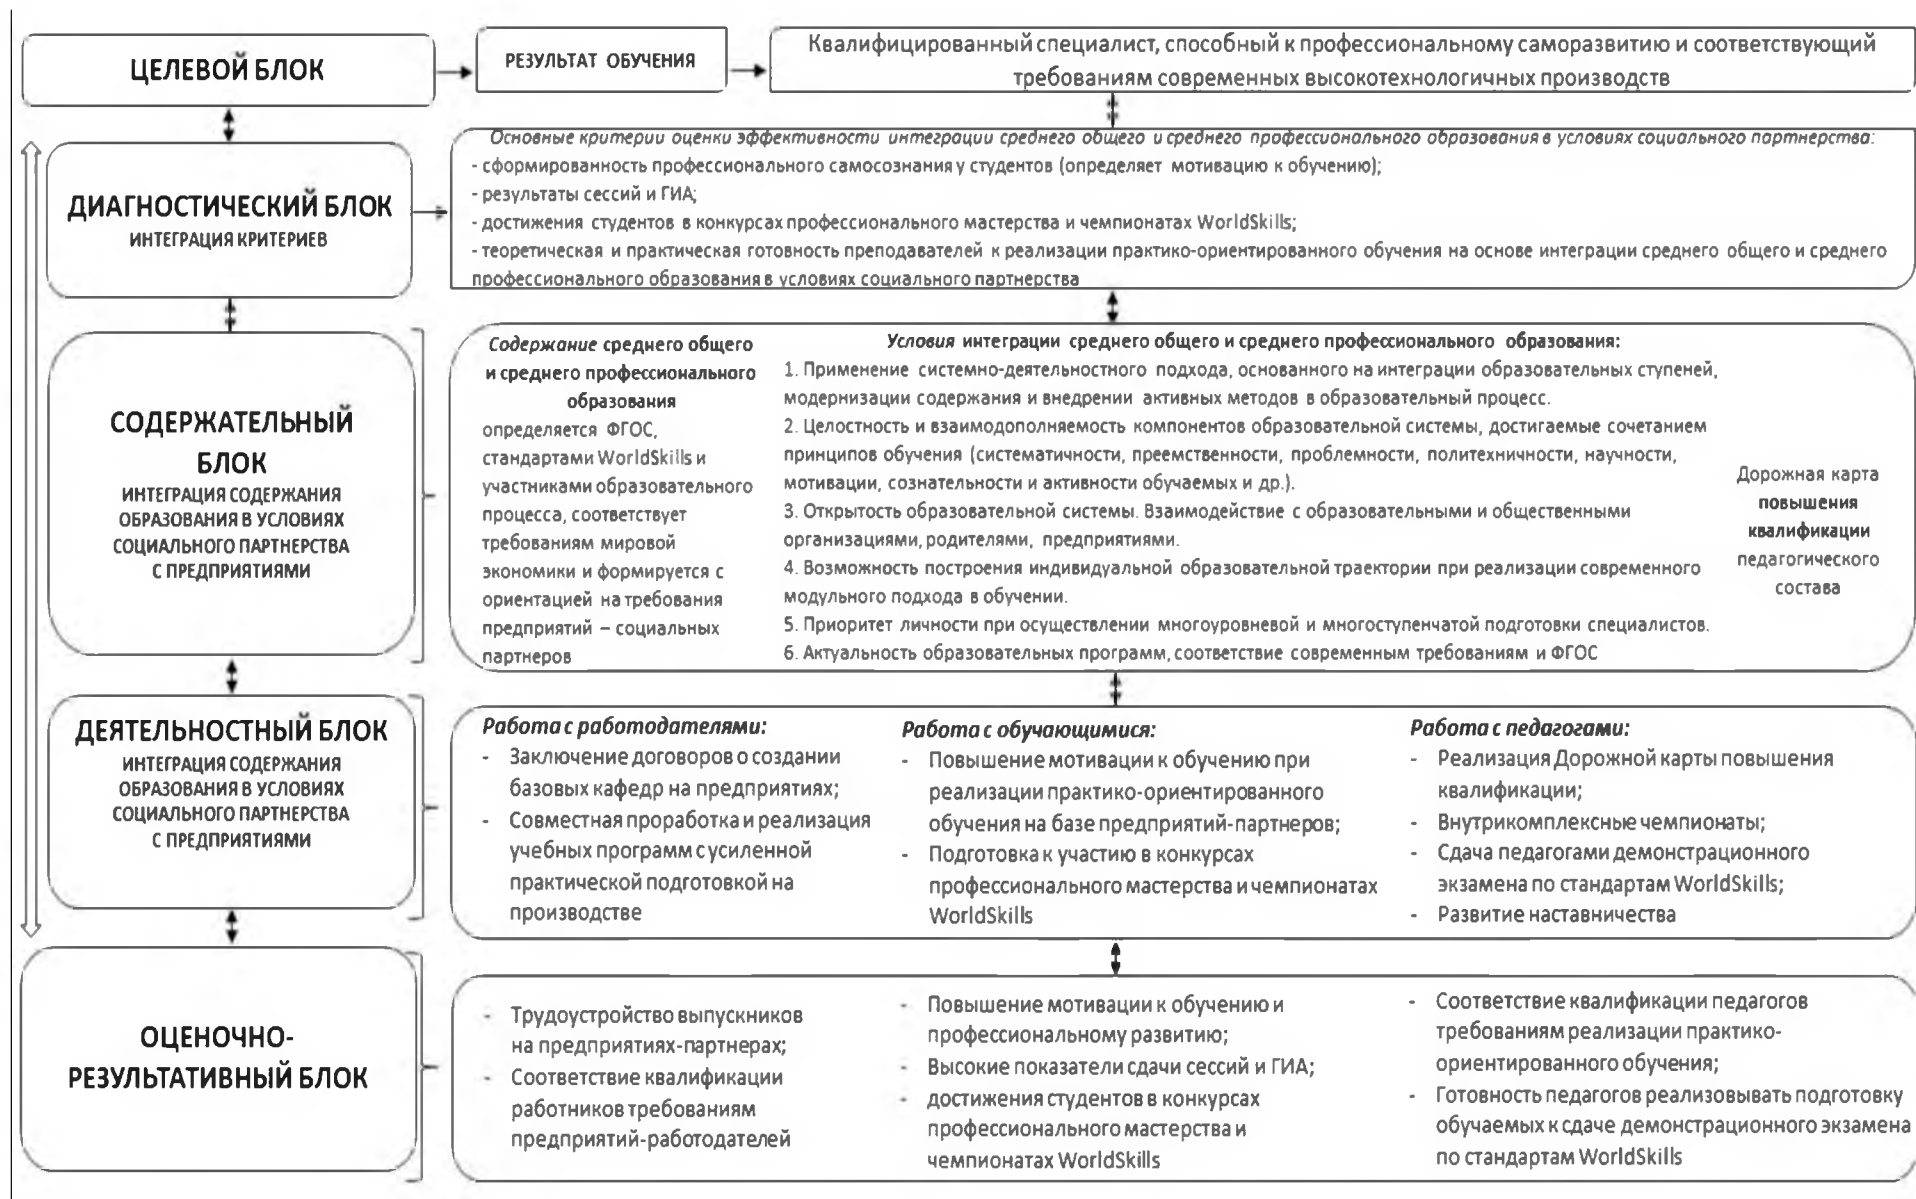 ЦЕЛЕВОЙ БЛОК
РЕЗУЛЬТАТ ОБУЧЕНИЯ
Квалифицированный специалист, способный к профессиональному саморазвитию и соответствующий
требованиям современных высокотехнологичных производств
ДИАГНОСТИЧЕСКИЙ БЛОК
ИНТЕГРАЦИЯ КРИТЕРИЕВ
Основные критерии оценки эффективности интеграции среднего общего и среднего профессионального образования в условиях социального партнерства:
- сформированность профессионального самосознания у студентов (определяет мотивацию к обучению);
- результаты сессий и ГИА;
- достижения студентов в конкурсах профессионального мастерства и чемпионатах WorldSkills;
- теоретическая и практическая готовность преподавателей к реализации практико-ориентированного обучения на основе интеграции среднего общего и среднего
профессионального образования в условиях социального партнерства
СОДЕРЖАТЕЛЬНЫЙ
БЛОК
ИНТЕГРАЦИЯ СОДЕРЖАНИЯ
ОБРАЗОВАНИЯ В УСЛОВИЯХ
СОЦИАЛЬНОГО ПАРТНЕРСТВА
С ПРЕДПРИЯТИЯМИ
Содержание среднего общего
и среднего профессионального
образования
определяется ФГОС,
стандартами WorldSkills и
участниками образовательного
процесса, соответствует
требованиям мировой
экономики и формируется с
ориентацией на требования
предприятий – социальных
партнеров
Условия интеграции среднего общего и среднего профессионального образования:
1. Применение системно-деятельностного подхода, основанного на интеграции образовательных ступеней,
модернизации содержания и внедрении активных методов в образовательный процесс.
2. Целостность и взаимодополняемость компонентов образовательной системы, достигаемые сочетанием
принципов обучения (систематичности, преемственности, проблемности, политехничности, научности,
мотивации, сознательности и активности обучаемых и др.).
3. Открытость образовательной системы. Взаимодействие с образовательными и общественными
организациями, родителями, предприятиями.
4. Возможность построения индивидуальной образовательной траектории при реализации современного
модульного подхода в обучении.
5. Приоритет личности при осуществлении многоуровневой и многоступенчатой подготовки специалистов.
6. Актуальность образовательных программ, соответствие современным требованиям и ФГОС
Дорожная карта
повышения
квалификации
педагогического
состава
ДЕЯТЕЛЬНОСТНЫЙ БЛОК
ИНТЕГРАЦИЯ СОДЕРЖАНИЯ
ОБРАЗОВАНИЯ В УСЛОВИЯХ
СОЦИАЛЬНОГО ПАРТНЕРСТВА
С ПРЕДПРИЯТИЯМИ
Работа с работодателями:
- Заключение договоров о создании
базовых кафедр на предприятиях;
- Совместная проработка и реализация
учебных программ с усиленной
практической подготовкой на
производстве
Работа с обучающимися:
- Повышение мотивации к обучению при
реализации практико-ориентированного
обучения на базе предприятий-партнеров;
- Подготовка к участию в конкурсах
профессионального мастерства и чемпионатах
WorldSkills
Работа с педагогами:
- Реализация Дорожной карты повышения
квалификации;
- Внутрикомплексные чемпионаты;
- Сдача педагогами демонстрационного
экзамена по стандартам WorldSkills;
- Развитие наставничества
ОЦЕНОЧНО-
РЕЗУЛЬТАТИВНЫЙ БЛОК
- Трудоустройство выпускников
на предприятиях-партнерах;
- Соответствие квалификации
работников требованиям
предприятий-работодателей
- Повышение мотивации к обучению и
профессиональному развитию;
- Высокие показатели сдачи сессий и ГИА;
- достижения студентов в конкурсах
профессионального мастерства и
чемпионатах WorldSkills
- Соответствие квалификации педагогов
требованиям реализации практико-
ориентированного обучения;
- Готовность педагогов реализовывать подготовку
обучаемых к сдаче демонстрационного экзамена
по стандартам WorldSkills